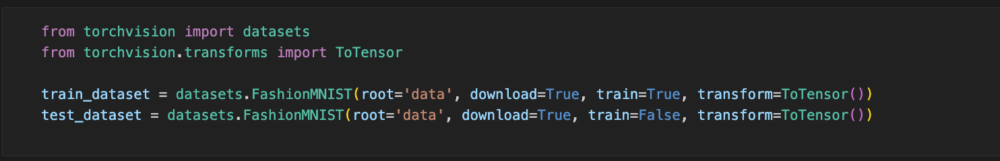 from torchvision import datasets
from torchvision.transforms import ToTensor
train_dataset = datasets.FashionMNIST(root='data', download=True, train=True, transform=ToTensor())
test_dataset = datasets.FashionMNIST(root='data', download=True, train=False, transform=ToTensor())